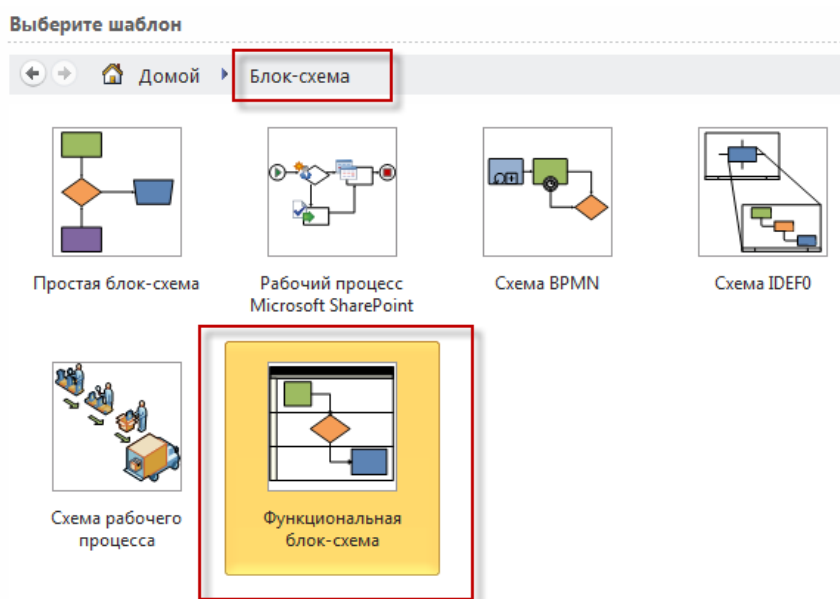 Выберите шаблон
Домой
Блок-схема
Простая блок-схема
Рабочий процесс
Microsoft SharePoint
Схема BPMN
Схема IDEF0
Схема рабочего
процесса
Функциональная
блок-схема